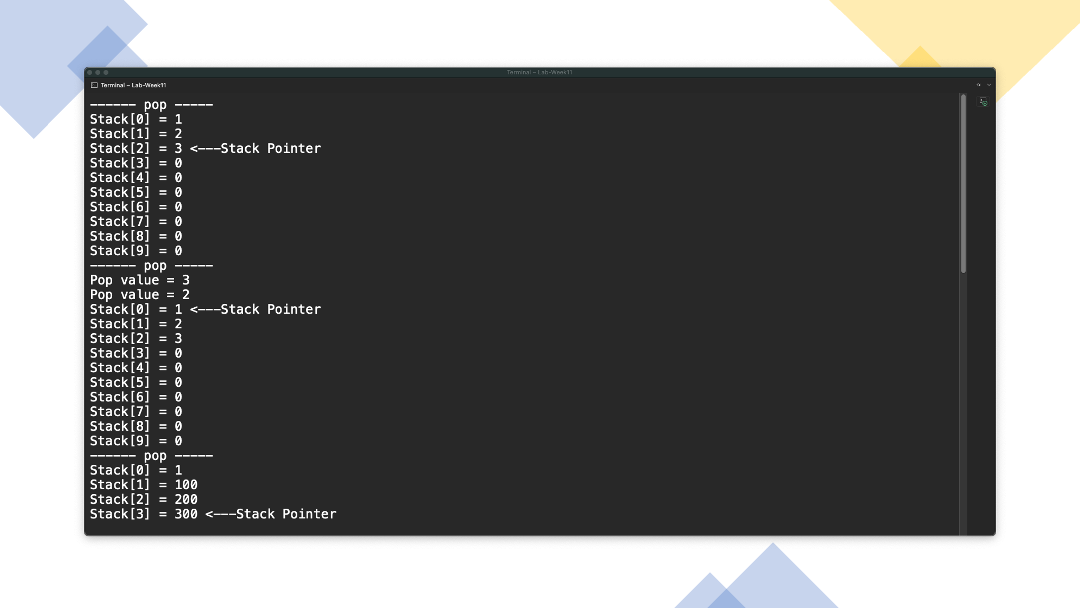 Terminal – Lab-Week11
Terminal – Lab-Week11
------ pop -----
Stack[0] = 1
Stack[1] = 2
Stack[2] = 3 <---Stack Pointer
Stack[3] = 0
Stack[4] = 0
Stack[5] = 0
Stack[6] = 0
Stack[7] = 0
Stack[8] = 0
Stack[9] = 0
------ pop -----
Pop value = 3
Pop value = 2
Stack[0] = 1 <---Stack Pointer
Stack[1] = 2
Stack[2] = 3
Stack[3] = 0
Stack[4] = 0
Stack[5] = 0
Stack[6] = 0
Stack[7] = 0
Stack[8] = 0
Stack[9] = 0
------ pop -----
Stack[0] = 1
Stack[1] = 100
Stack[2] = 200
Stack[3] = 300 <---Stack Pointer